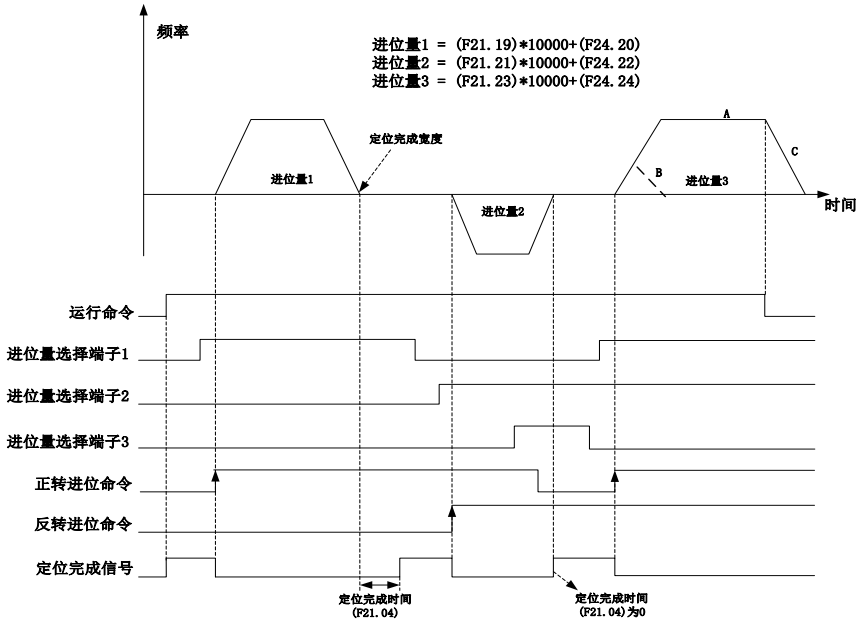 频率
进位量1 = (F21.19)*10000+(F24.20)
进位量2 = (F21.21)*10000+(F24.22)
进位量3 = (F21.23)*10000+(F24.24)
A
定位完成宽度
C
B
进位量1
进位量3
时间
进位量2
运行命令
进位量选择端子1
进位量选择端子2
进位量选择端子3
正转进位命令
反转进位命令
定位完成信号
定位完成时间
(F21.04)
定位完成时间
(F21.04)为0